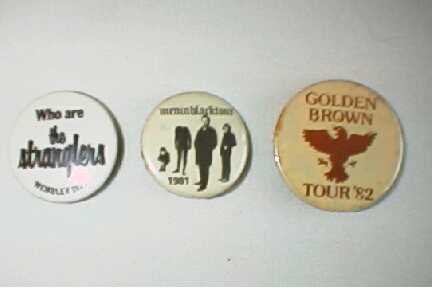 Who are
the
stranglers
WEMBLEY
meninblacktour
1981
GOLDEN
BROWN
TOUR '82